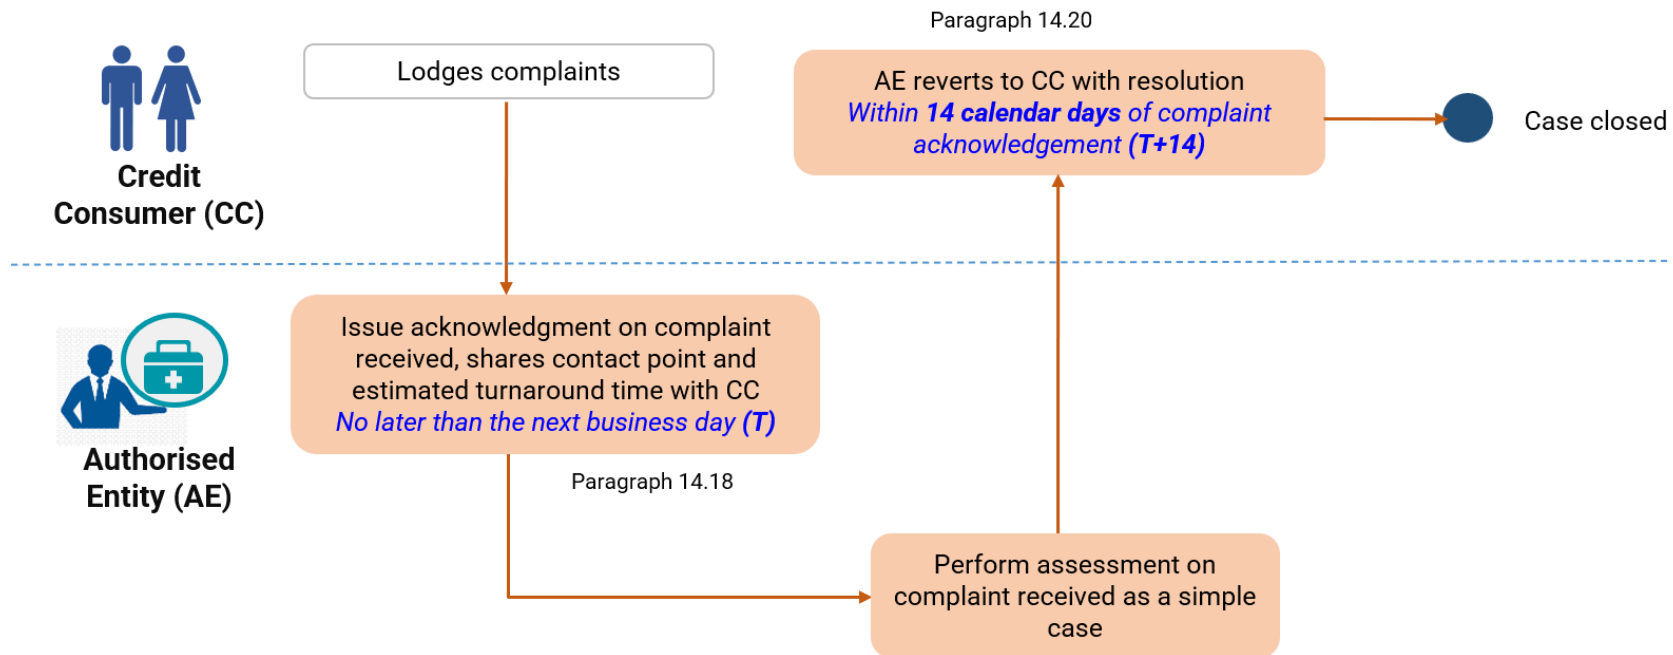 Paragraph 14.20
Lodges complaints
AE reverts to CC with resolution
Within 14 calendar days of complaint
acknowledgement (T+14)
Case closed
Credit
Consumer (CC)
Issue acknowledgment on complaint
received, shares contact point and
estimated turnaround time with CC
No later than the next business day (T)
Authorised
Entity (AE)
Paragraph 14.18
Perform assessment on
complaint received as a simple
case